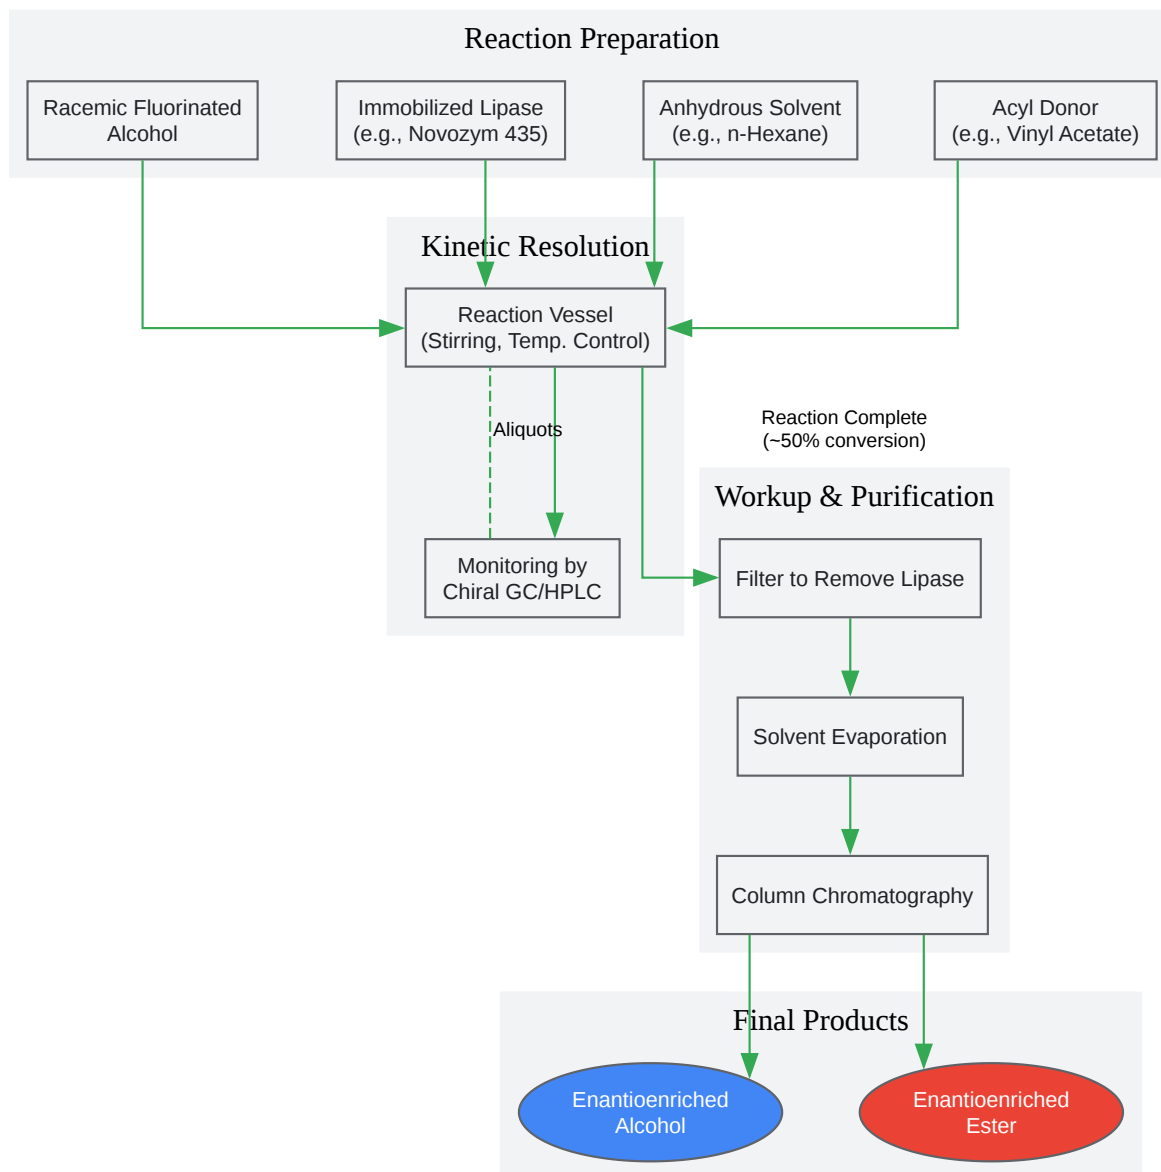 Reaction Preparation
Racemic Fluorinated
Alcohol
Immobilized Lipase
(e.g., Novozym 435)
Anhydrous Solvent
(e.g., n-Hexane)
Acyl Donor
(e.g., Vinyl Acetate)
Kinetic Resolution
Reaction Vessel
(Stirring, Temp. Control)
Aliquots
Monitoring by
Chiral GC/HPLC
Reaction Complete
(~50% conversion)
Workup & Purification
Filter to Remove Lipase
Solvent Evaporation
Column Chromatography
Final Products
Enantioenriched
Alcohol
Enantioenriched
Ester